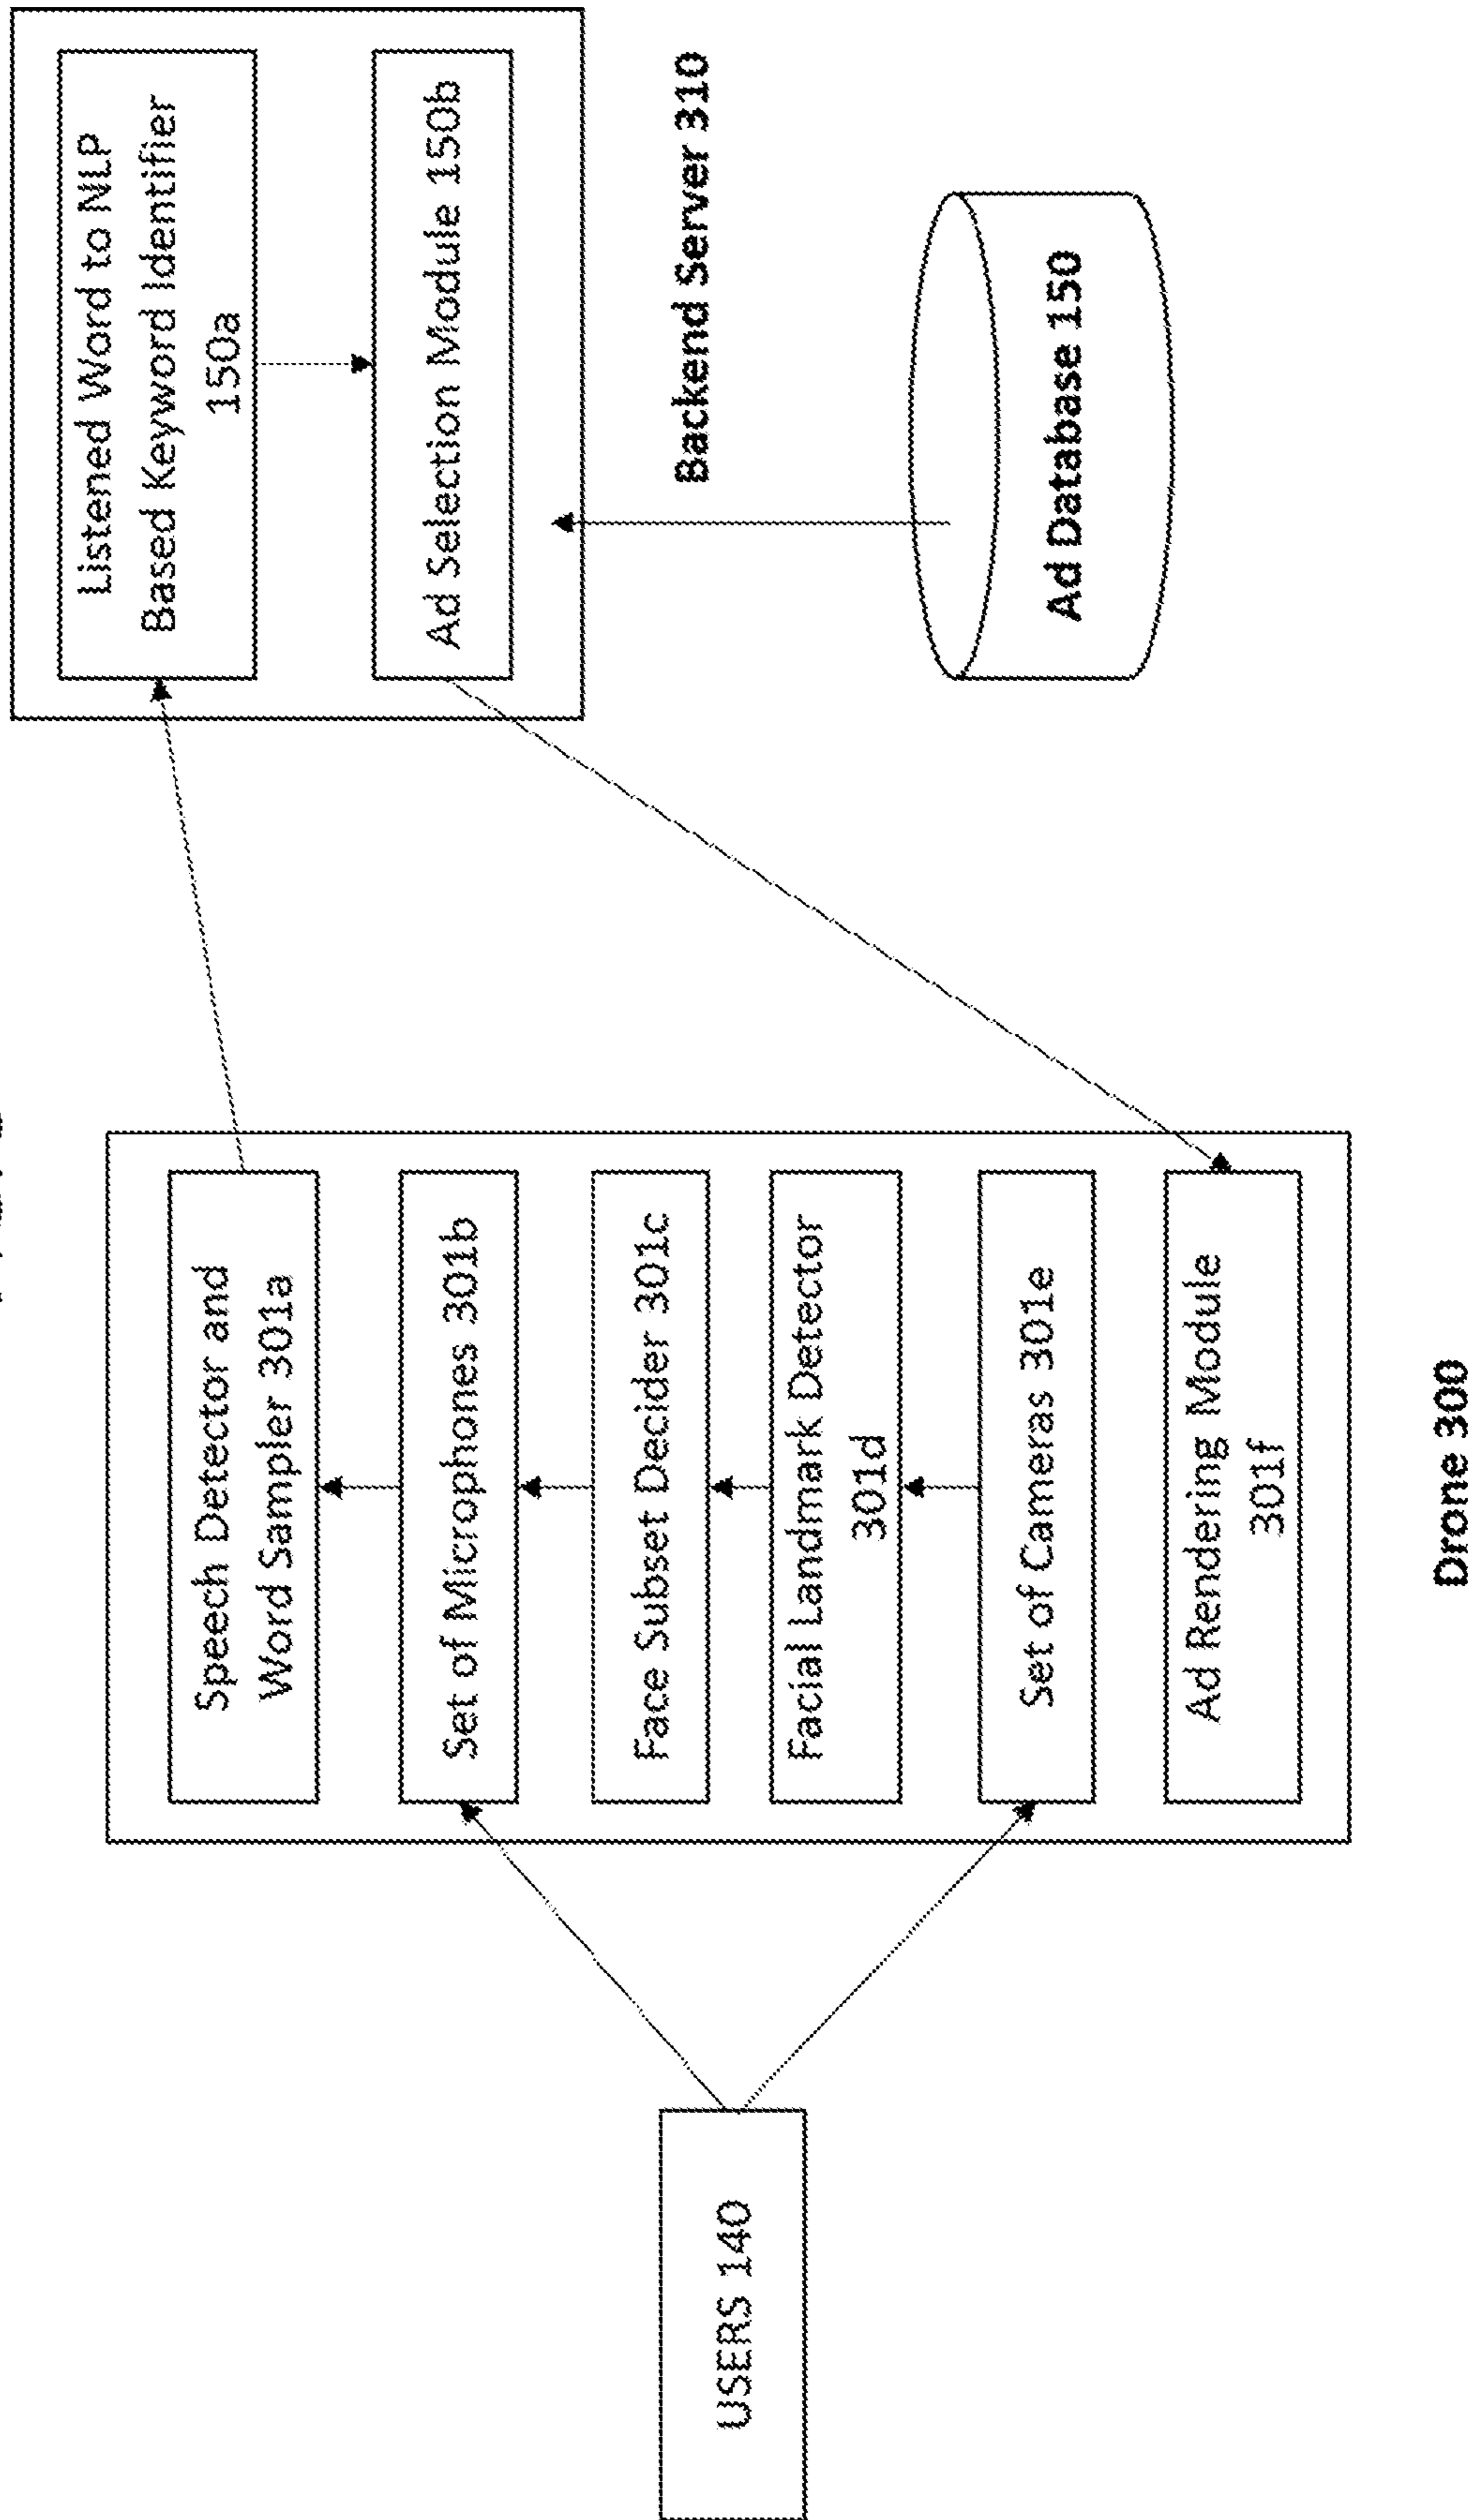 USERS 140
Speech Detector and
Word Sampler 301a
Set of Microphones 301b
Face Subset Decider 301c
Facial Landmark Detector
301d
Set of Cameras 301e
Ad Rendering Module
301f
Drone 300
Listened Word to NLP
Based Keyword Identifier
150a
Ad Selection Module 150b
Backend Server 310
Ad Database 150